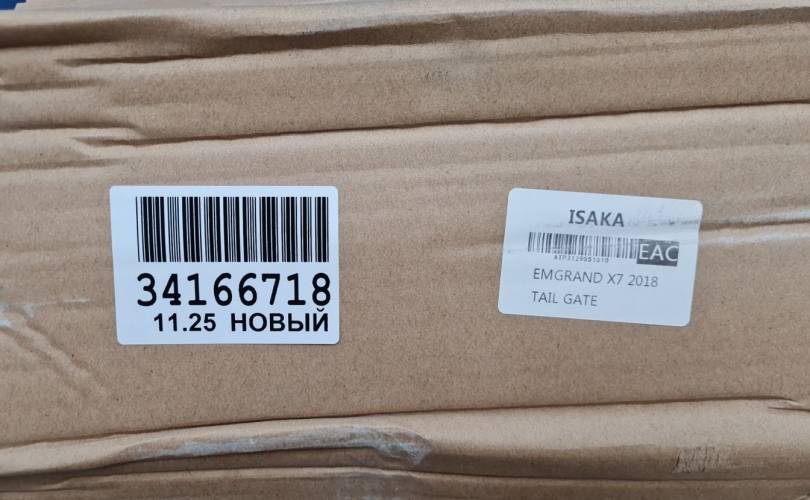 34166718
11.25 НОВЫЙ
ISAKA
EAC
EMGRAND X7 2018
TAIL GATE